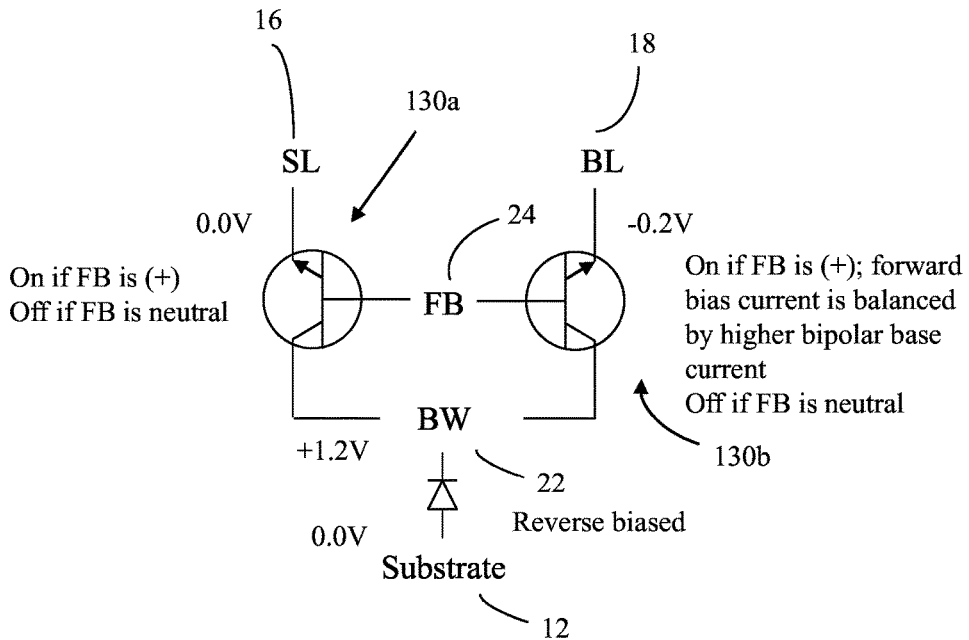 16
18
130a
SL
BL
24
0.0V
-0.2V
On if FB is (+)
Off if FB is neutral
FB
On if FB is (+); forward
bias current is balanced
by higher bipolar base
current
Off if FB is neutral
BW
+1.2V
130b
22
Reverse biased
0.0V
Substrate
12